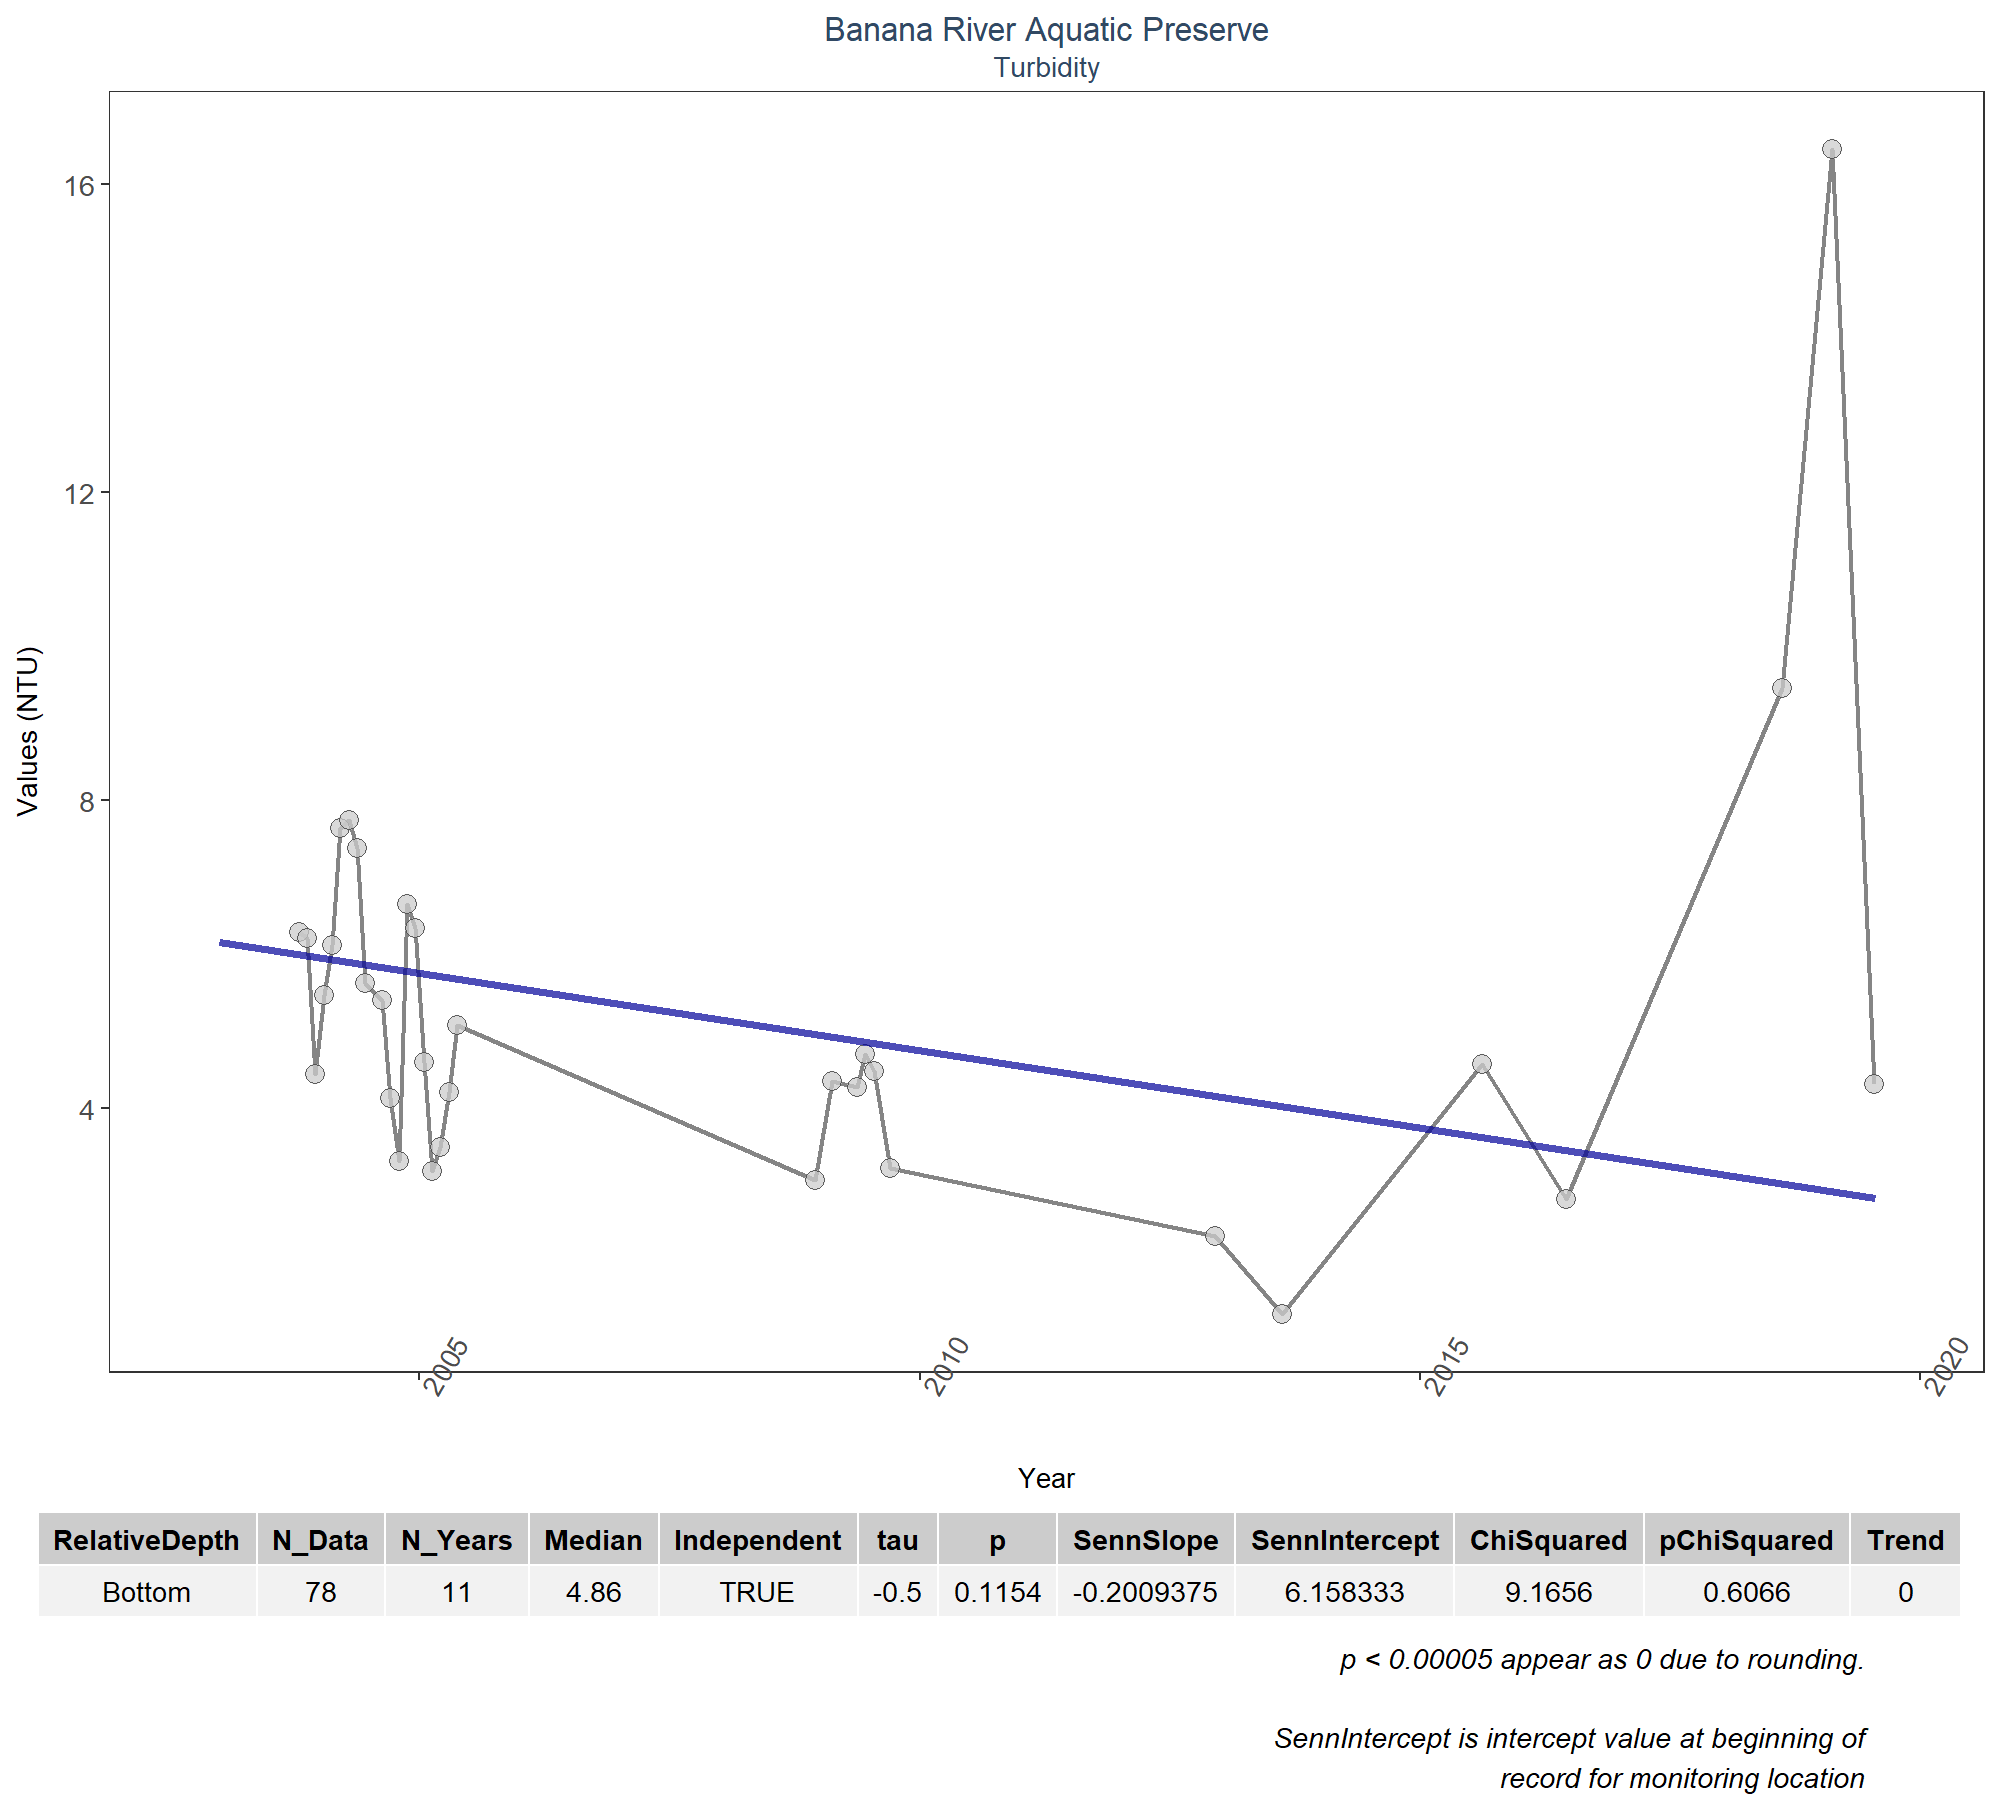 Banana River Aquatic Preserve
Turbidity
16
12
8
4
Values (NTU)
2005
2010
2015
2020
Year
RelativeDepth N_Data N_Years Median Independent tau p SennSlope SennIntercept ChiSquared pChiSquared Trend
Bottom 78 11 4.86 TRUE -0.5 0.1154 -0.2009375 6.158333 9.1656 0.6066 0
p < 0.00005 appear as 0 due to rounding.
SennIntercept is intercept value at beginning of
record for monitoring location